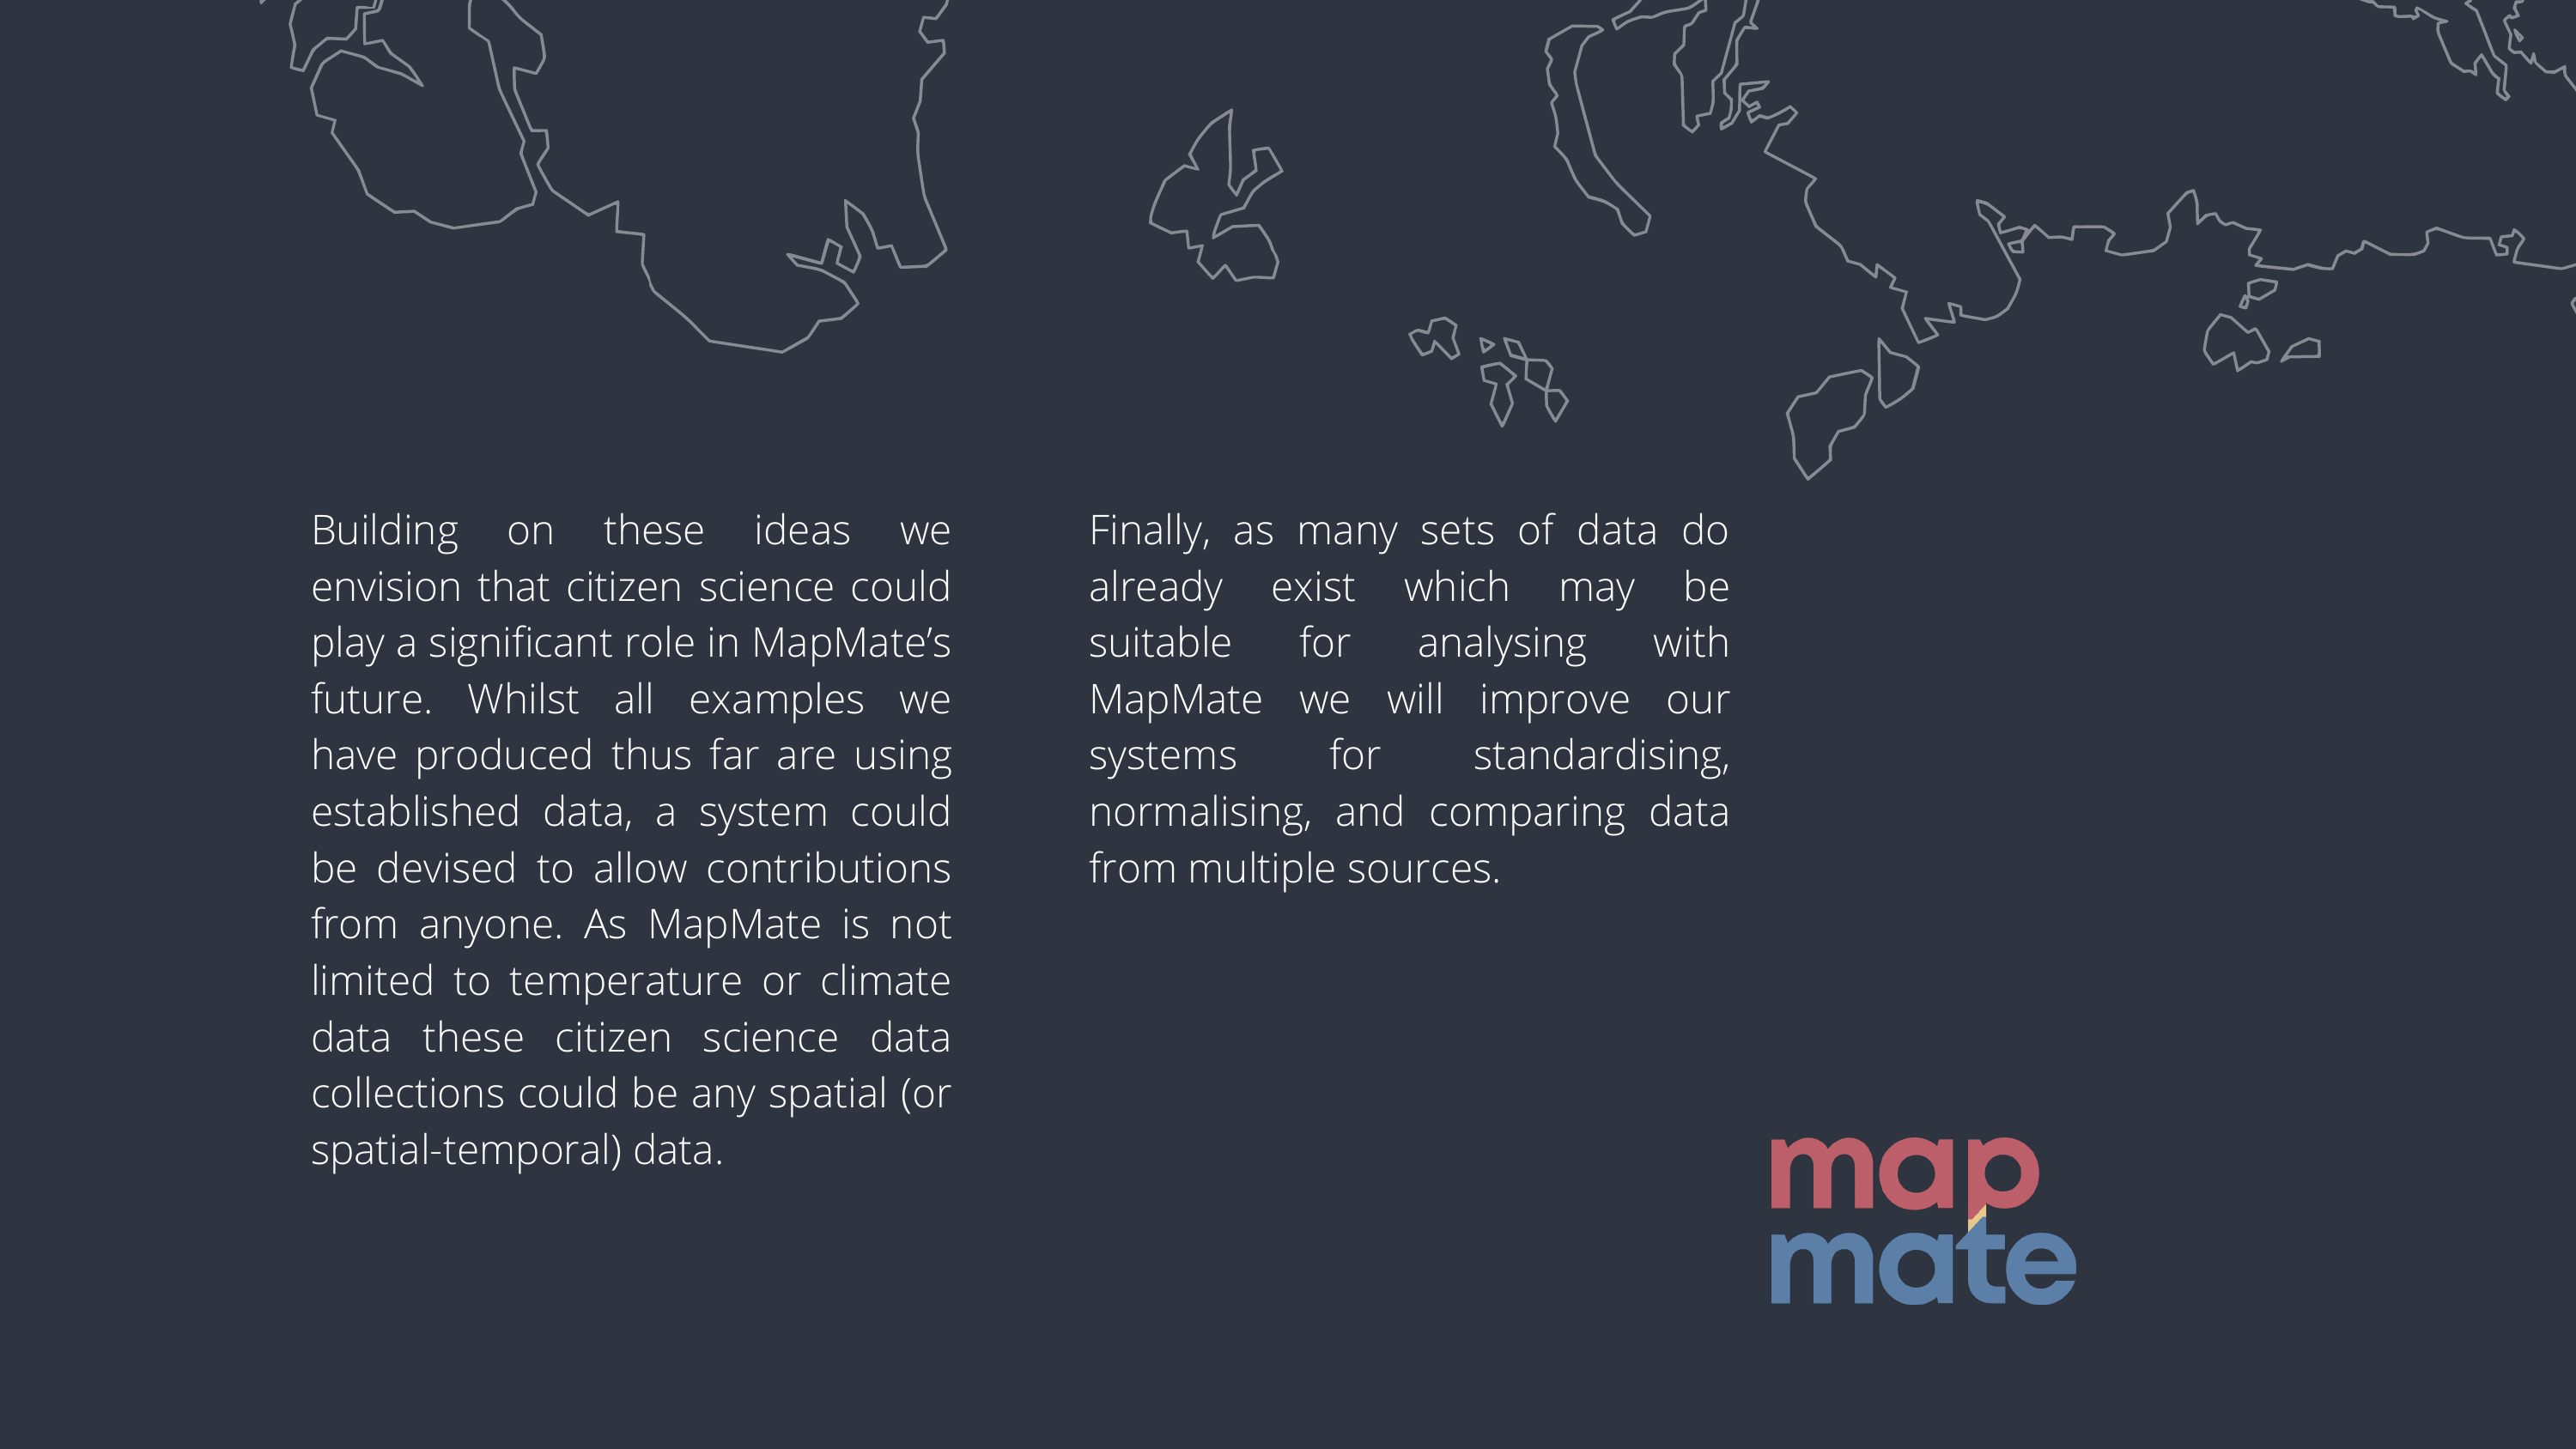 Building on these ideas we
envision that citizen science could
play a significant role in MapMate’s
future. Whilst all examples we
have produced thus far are using
established data, a system could
be devised to allow contributions
from anyone. As MapMate is not
limited to temperature or climate
data these citizen science data
collections could be any spatial (or
spatial-temporal) data.
Finally, as many sets of data do
already exist which may be
suitable for analysing with
MapMate we will improve our
systems for standardising,
normalising, and comparing data
from multiple sources.
map
mate